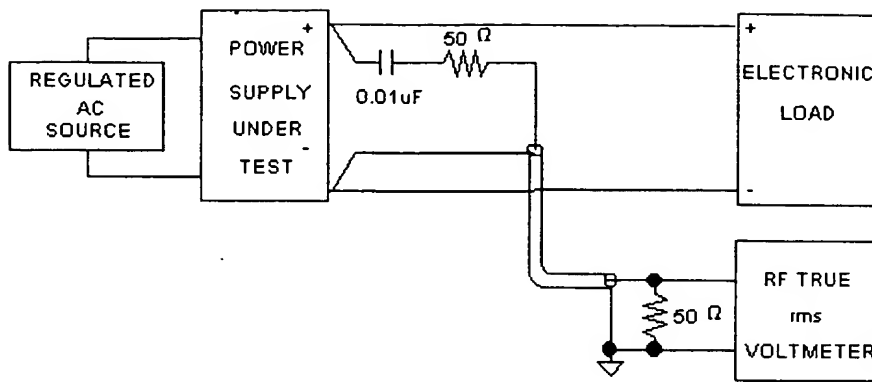 REGULATED
AC
SOURCE
+
POWER
SUPPLY
UNDER
-
TEST
0.01uF
50 Ω
+
ELECTRONIC
LOAD
-
50 Ω
RF TRUE
rms
VOLTMETER